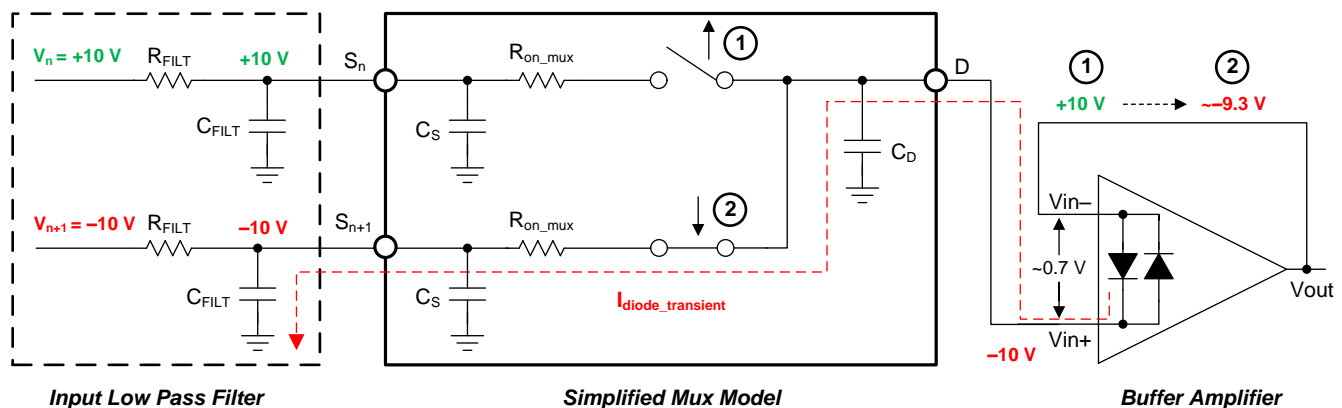 Vn = +10 V
RFILT
+10 V
Sn
Ron_mux
1
D
1
2
+10 V
~–9.3 V
CFILT
CS
CD
Vn+1 = –10 V
RFILT
–10 V
Sn+1
Ron_mux
2
Vin–
~0.7 V
Vout
CFILT
CS
Idiode_transient
Vin+
–10 V
Input Low Pass Filter
Simplified Mux Model
Buffer Amplifier